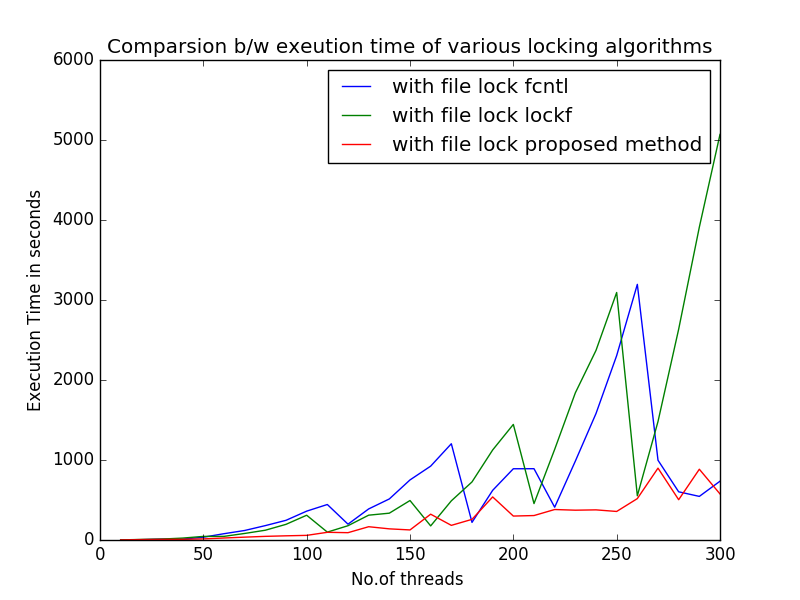 Comparsion b/w exeution time of various locking algorithms
6000
with file lock fcntl
with file lock lockf
with file lock proposed method
5000
4000
3000
2000
1000
0
Execution Time in seconds
0 50 100 150 200 250 300
No.of threads